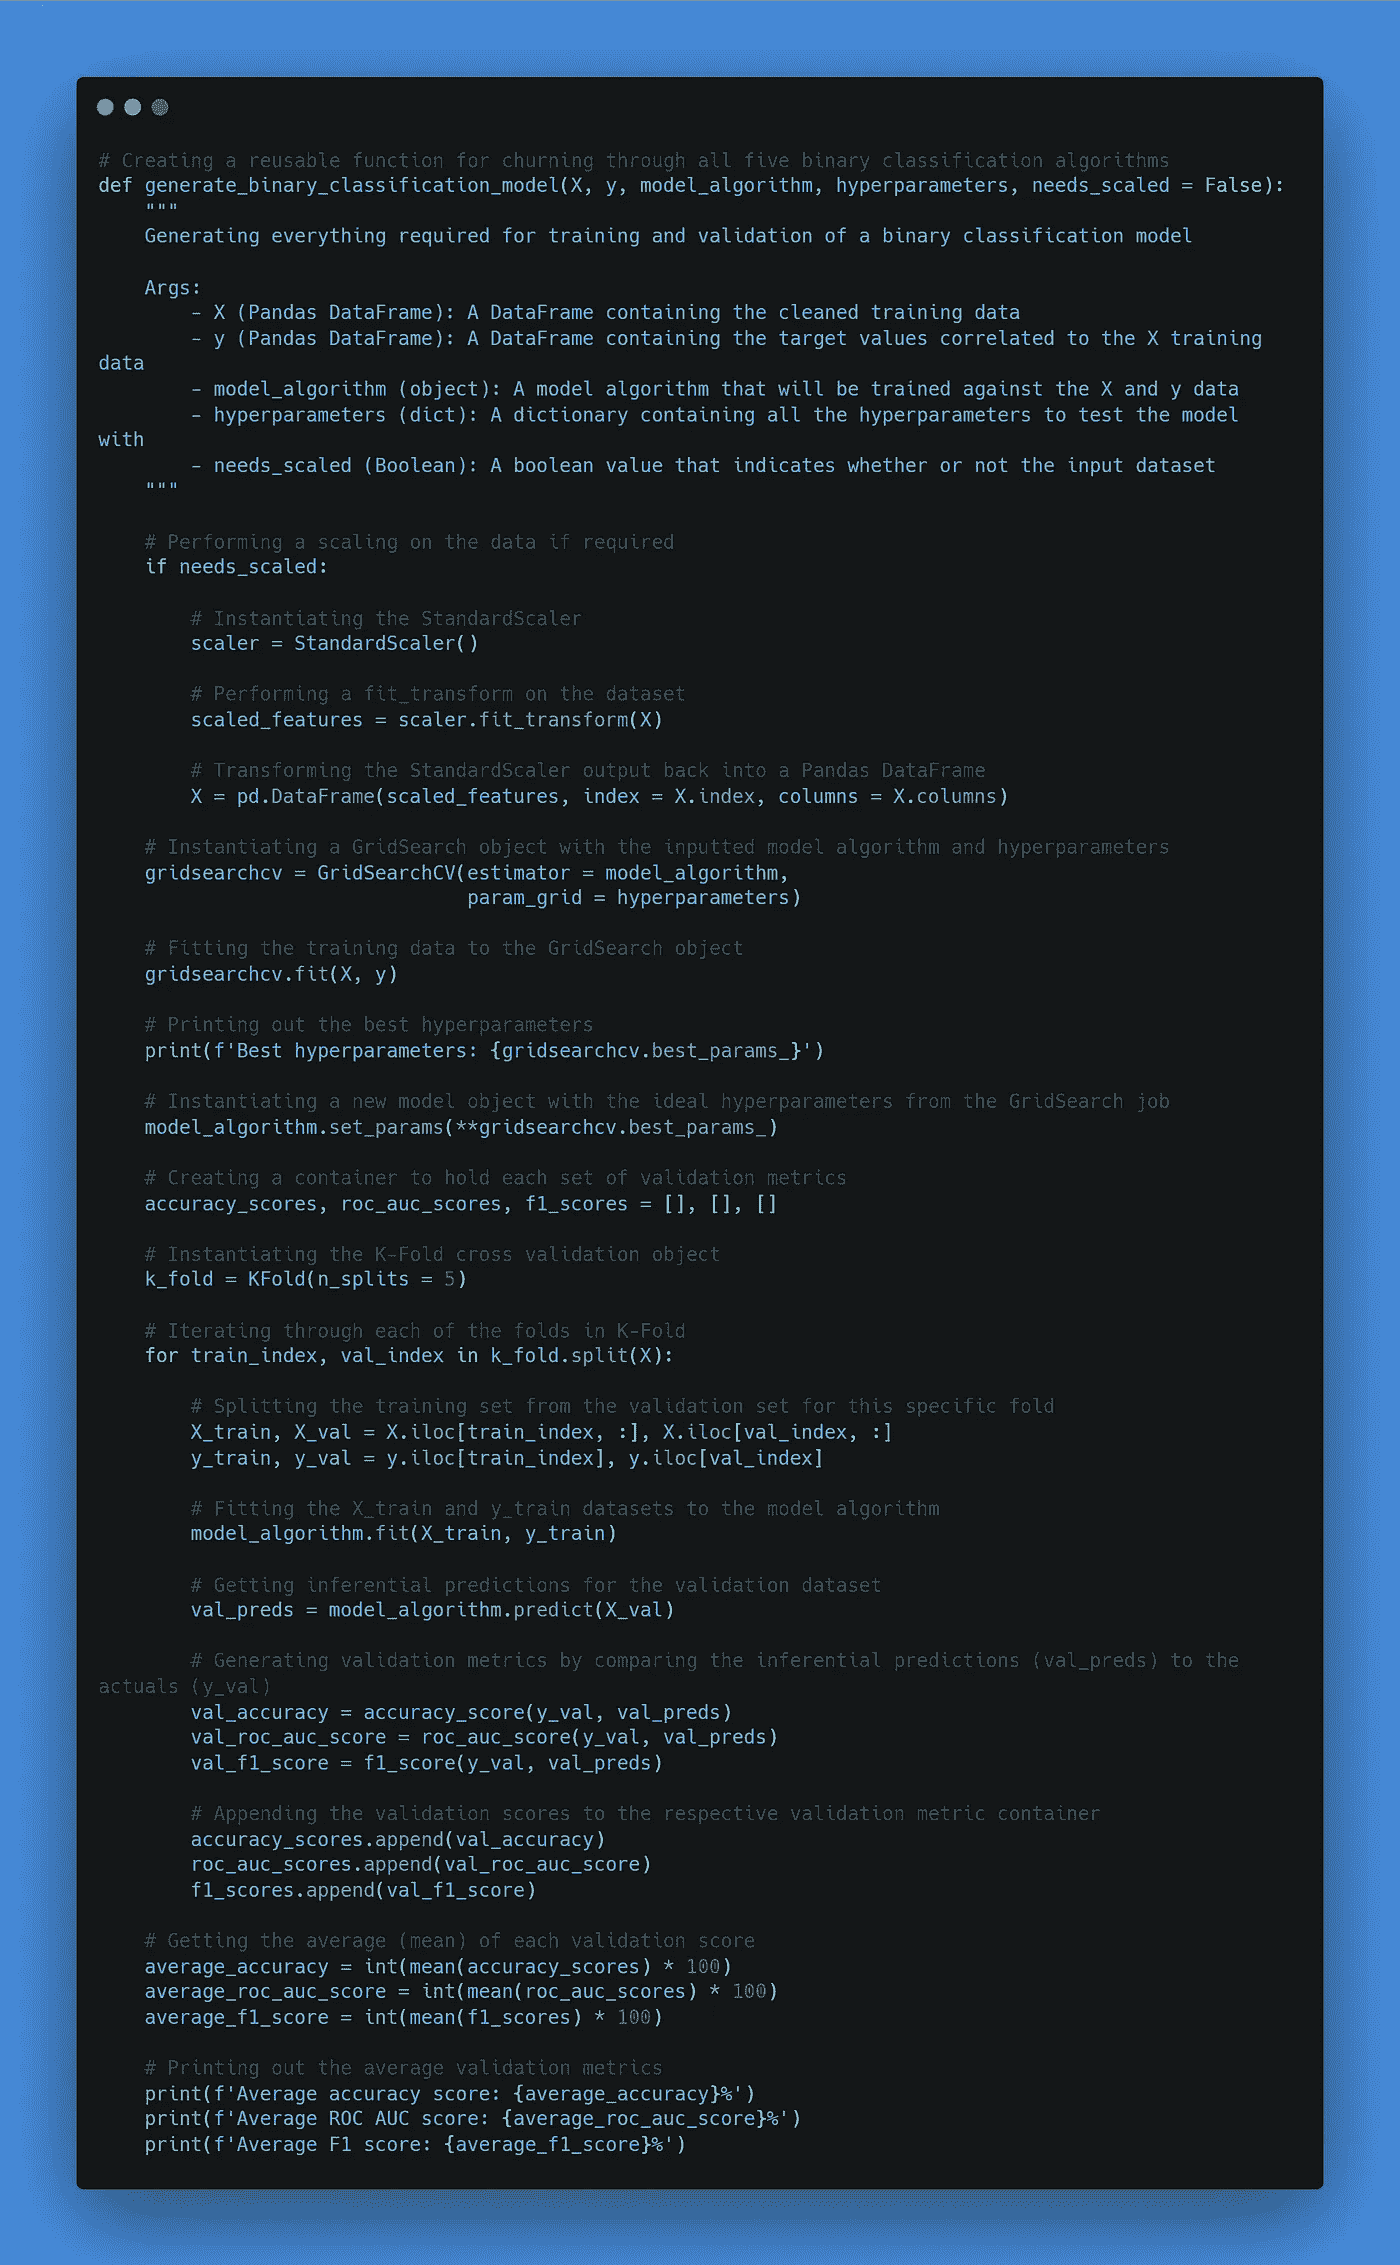 # Creating a reusable function for churning through all five binary classification algorithms
def generate_binary_classification_model(X, y, model_algorithm, hyperparameters, needs_scaled = False):
    """
    Generating everything required for training and validation of a binary classification model
    Args:
        - X (Pandas DataFrame): A DataFrame containing the cleaned training data
        - y (Pandas DataFrame): A DataFrame containing the target values correlated to the X training
data
        - model_algorithm (object): A model algorithm that will be trained against the X and y data
        - hyperparameters (dict): A dictionary containing all the hyperparameters to test the model
with
        - needs_scaled (Boolean): A boolean value that indicates whether or not the input dataset
    """
    # Performing a scaling on the data if required
    if needs_scaled:
        # Instantiating the StandardScaler
        scaler = StandardScaler()
        # Performing a fit_transform on the dataset
        scaled_features = scaler.fit_transform(X)
        # Transforming the StandardScaler output back into a Pandas DataFrame
        X = pd.DataFrame(scaled_features, index = X.index, columns = X.columns)
    # Instantiating a GridSearch object with the inputted model algorithm and hyperparameters
    gridsearchcv = GridSearchCV(estimator = model_algorithm,
                                param_grid = hyperparameters)
    # Fitting the training data to the GridSearch object
    gridsearchcv.fit(X, y)
    # Printing out the best hyperparameters
    print(f'Best hyperparameters: {gridsearchcv.best_params_}')
    # Instantiating a new model object with the ideal hyperparameters from the GridSearch job
    model_algorithm.set_params(**gridsearchcv.best_params_)
    # Creating a container to hold each set of validation metrics
    accuracy_scores, roc_auc_scores, f1_scores = [], [], []
    # Instantiating the K-Fold cross validation object
    k_fold = KFold(n_splits = 5)
    # Iterating through each of the folds in K-Fold
    for train_index, val_index in k_fold.split(X):
        # Splitting the training set from the validation set for this specific fold
        X_train, X_val = X.iloc[train_index, :], X.iloc[val_index, :]
        y_train, y_val = y.iloc[train_index], y.iloc[val_index]
        # Fitting the X_train and y_train datasets to the model algorithm
        model_algorithm.fit(X_train, y_train)
        # Getting inferential predictions for the validation dataset
        val_preds = model_algorithm.predict(X_val)
        # Generating validation metrics by comparing the inferential predictions (val_preds) to the
actuals (y_val)
        val_accuracy = accuracy_score(y_val, val_preds)
        val_roc_auc_score = roc_auc_score(y_val, val_preds)
        val_f1_score = f1_score(y_val, val_preds)
        # Appending the validation scores to the respective validation metric container
        accuracy_scores.append(val_accuracy)
        roc_auc_scores.append(val_roc_auc_score)
        f1_scores.append(val_f1_score)
    # Getting the average (mean) of each validation score
    average_accuracy = int(mean(accuracy_scores) * 100)
    average_roc_auc_score = int(mean(roc_auc_scores) * 100)
    average_f1_score = int(mean(f1_scores) * 100)
    # Printing out the average validation metrics
    print(f'Average accuracy score: {average_accuracy}%')
    print(f'Average ROC AUC score: {average_roc_auc_score}%')
    print(f'Average F1 score: {average_f1_score}%')